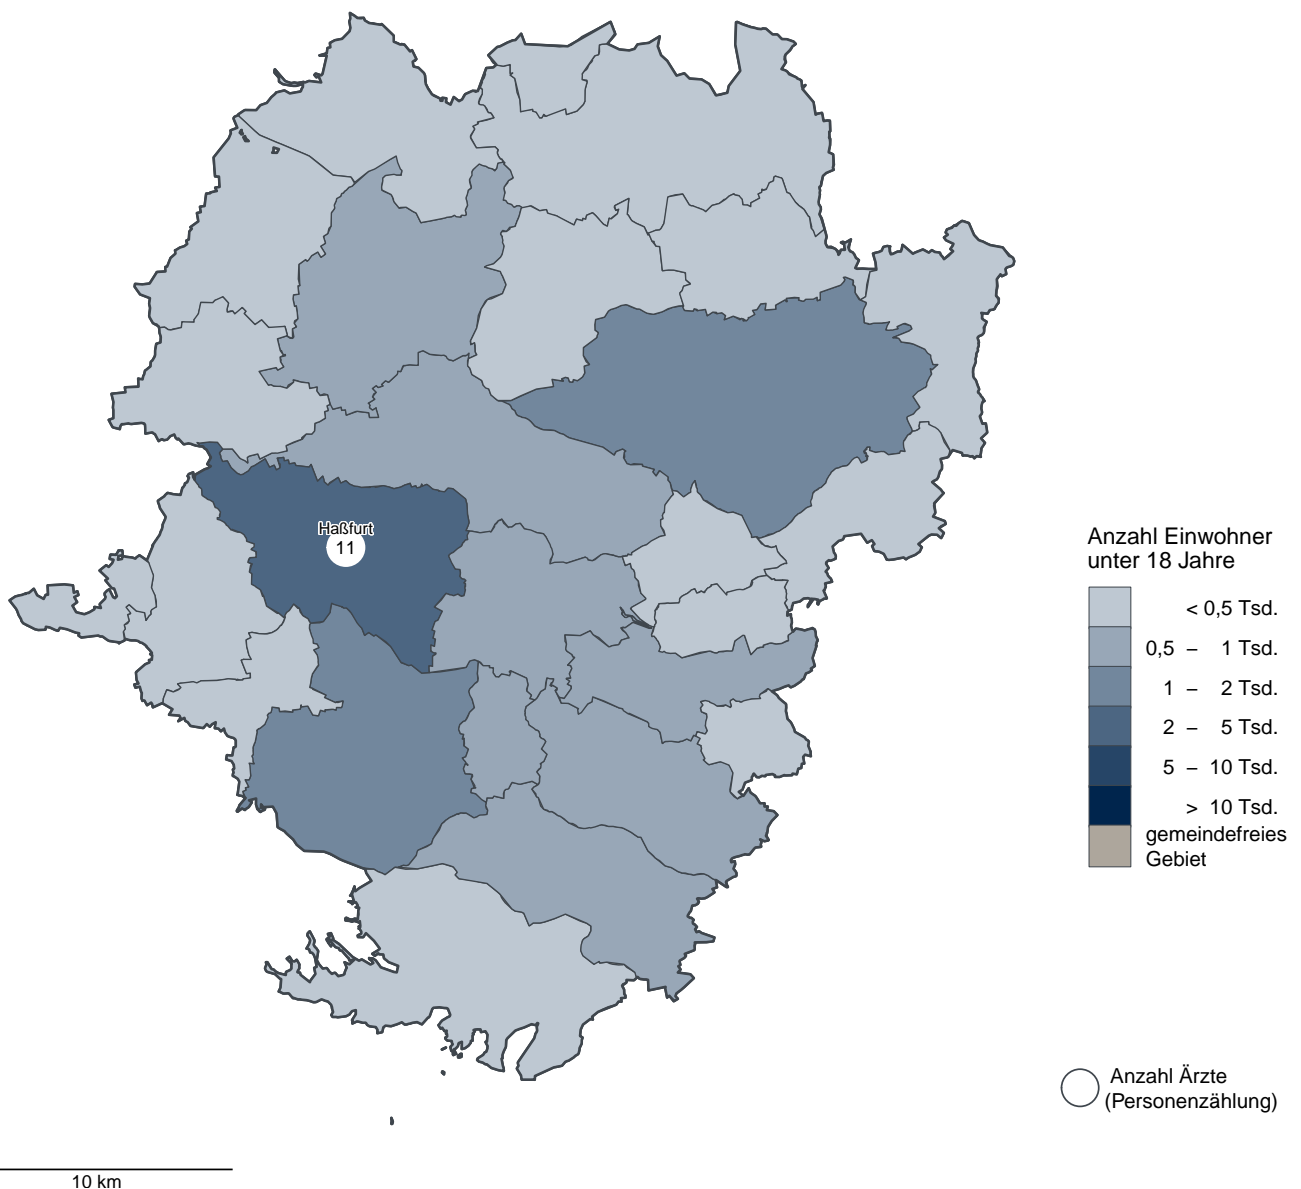 Haßfurt
11
Anzahl Einwohner
unter 18 Jahre
< 0,5 Tsd.
0,5 – 1 Tsd.
1 – 2 Tsd.
2 – 5 Tsd.
5 – 10 Tsd.
> 10 Tsd.
gemeindefreies
Gebiet
Anzahl Ärzte
(Personenzählung)
10 km